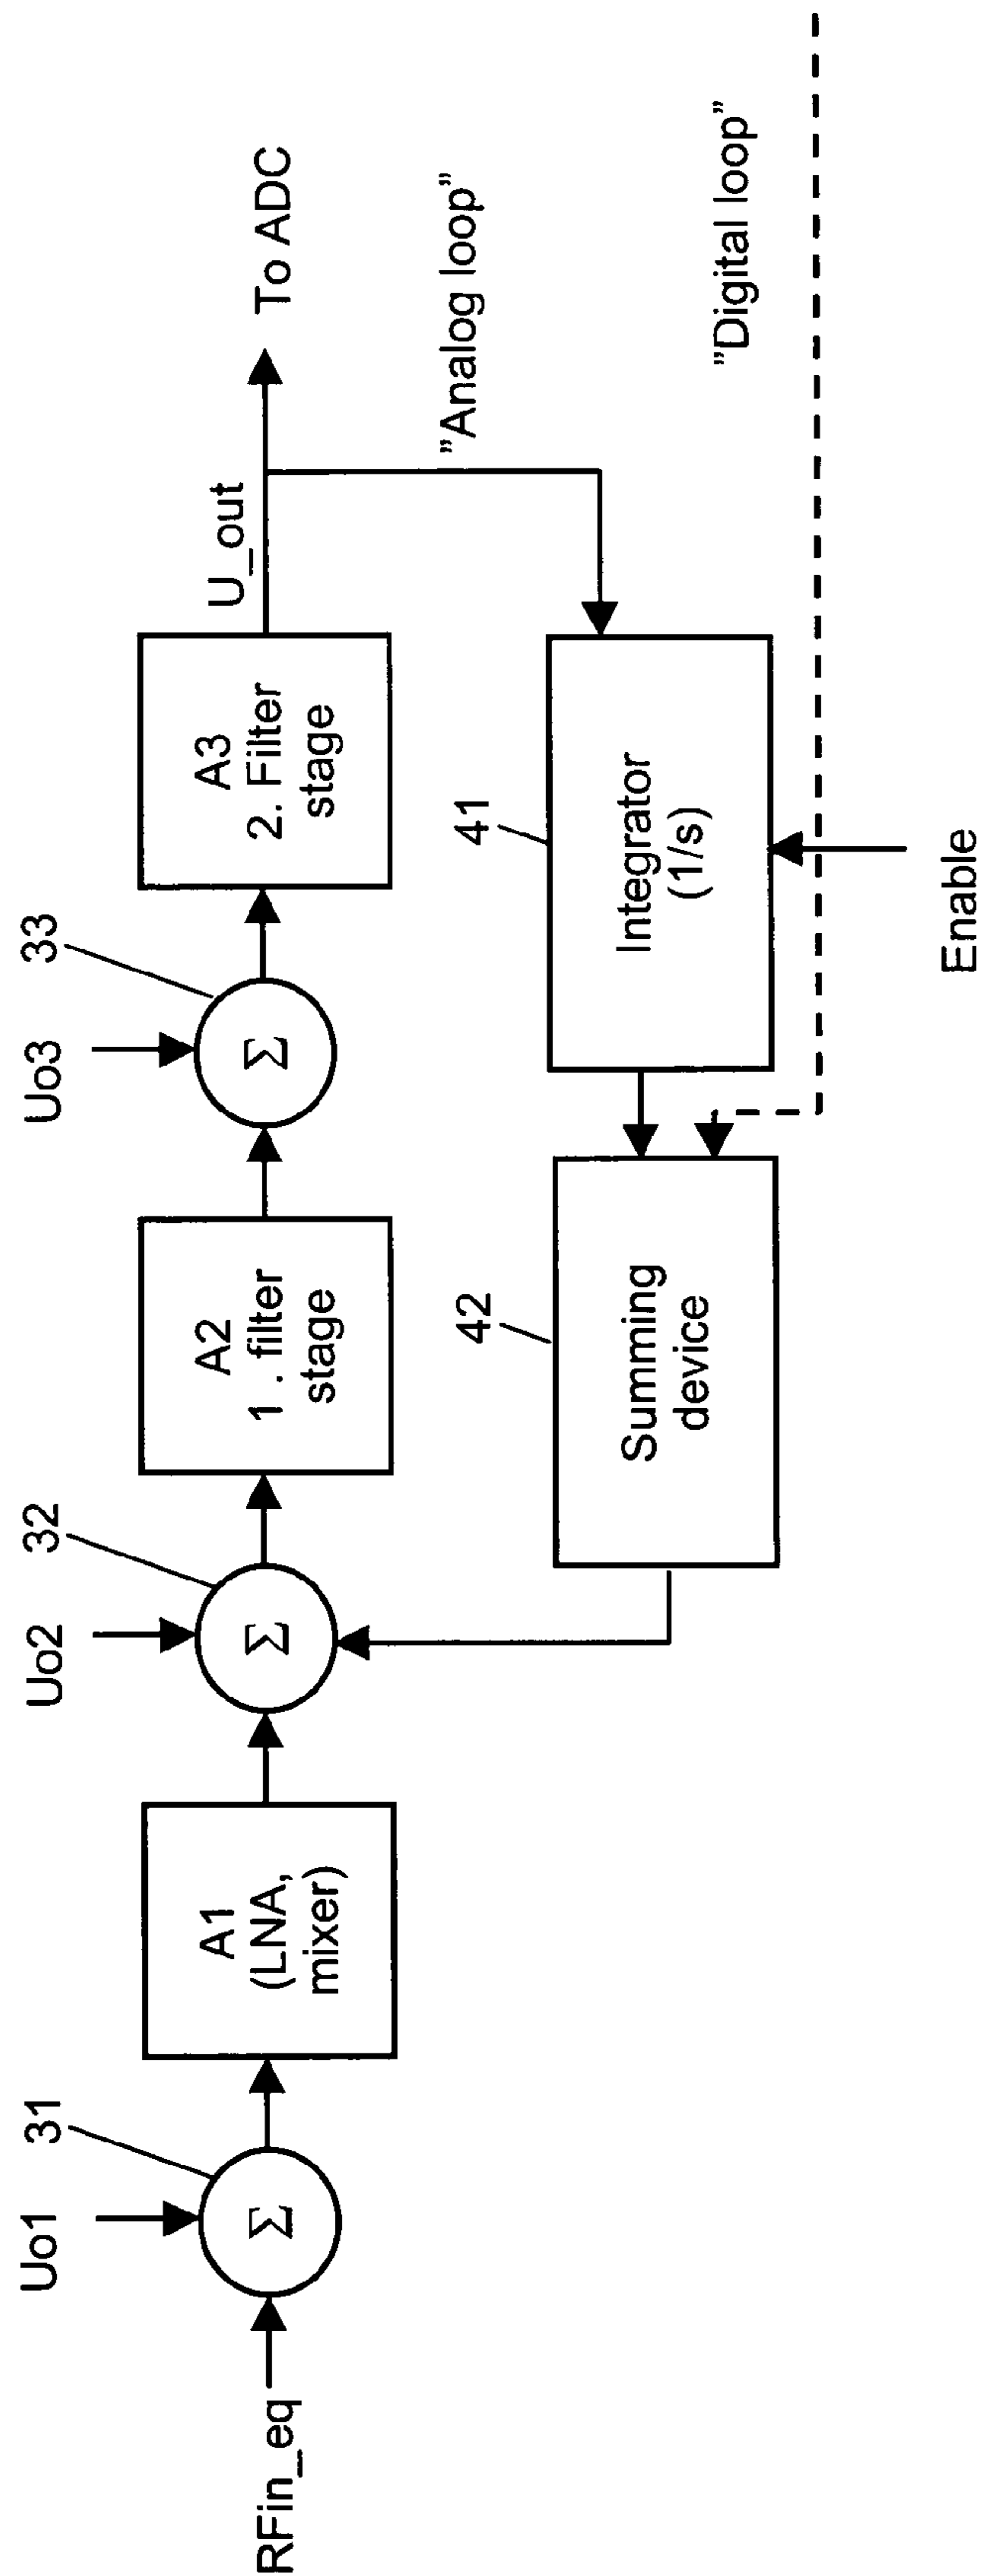 Uo1
31
Uo2
32
Uo3
33
RFin_eq
Σ
A1
(LNA,
mixer)
Σ
A2
1 . filter
stage
Σ
A3
2. Filter
stage
U_out
To ADC
"Analog loop"
42
Summing
device
41
Integrator
(1/s)
"Digital loop"
Enable